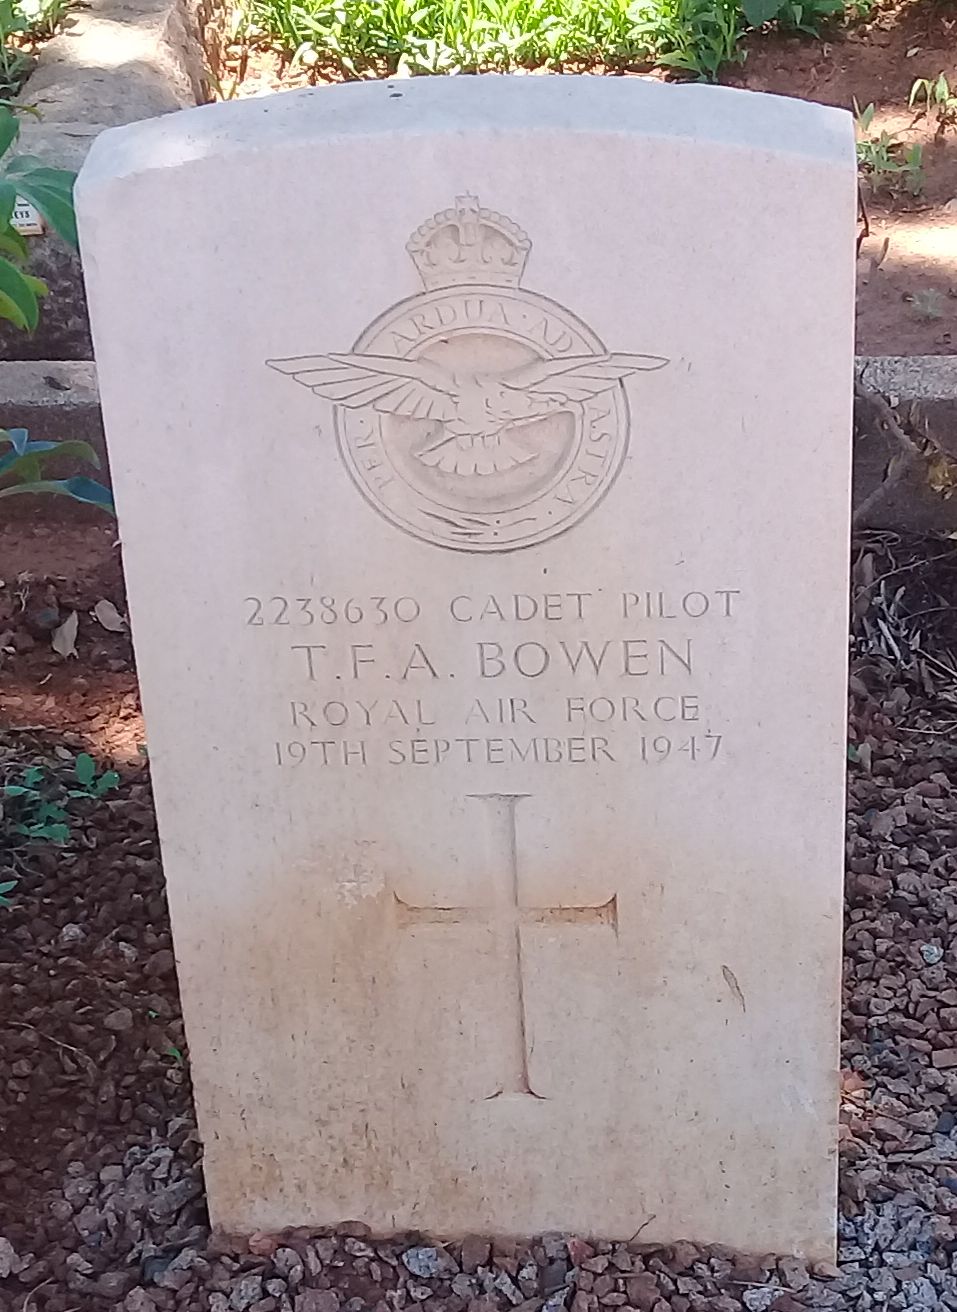 PER · ARDUA · AD · ASTRA
2238630 CADET PILOT
T.F.A. BOWEN
ROYAL AIR FORCE
19TH SEPTEMBER 1947